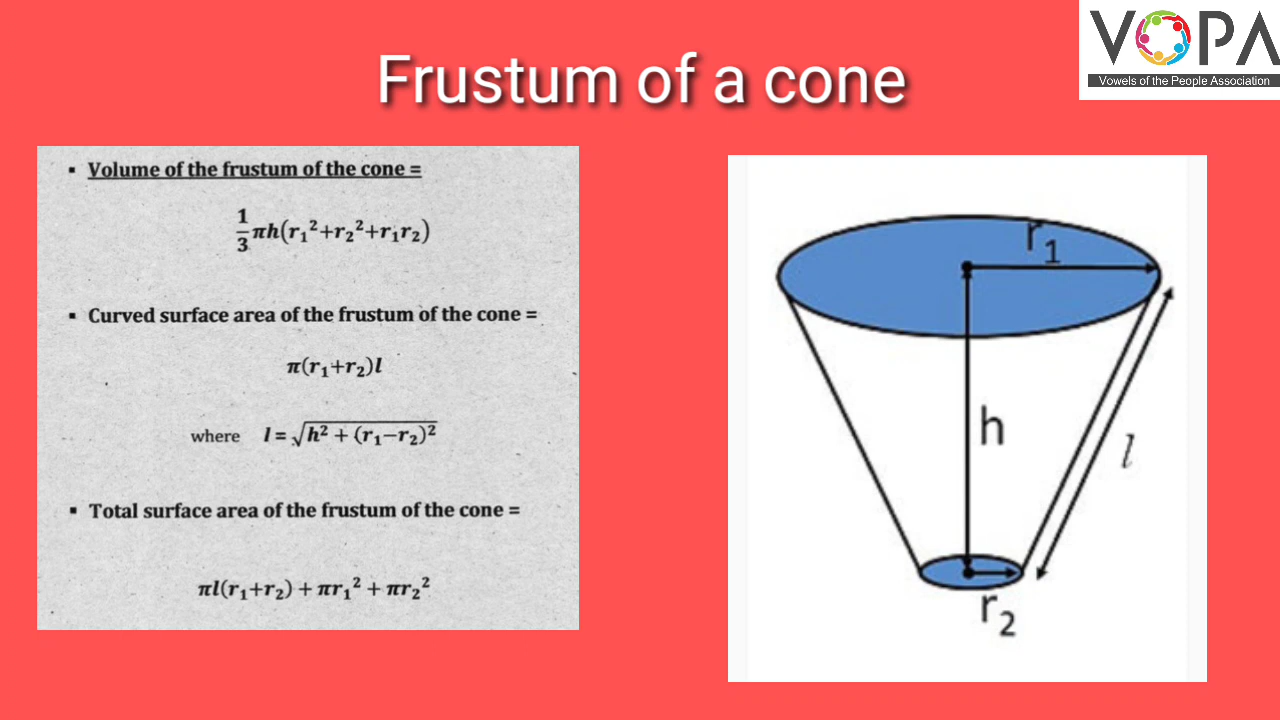 VOPA
Vowels of the People Association
Frustum of a cone
▪ Volume of the frustum of the cone =
1/3 πh(r₁²+r₂²+r₁r₂)
▪ Curved surface area of the frustum of the cone =
π(r₁+r₂)l
where l = √(h² + (r₁−r₂)²)
▪ Total surface area of the frustum of the cone =
πl(r₁+r₂) + πr₁² + πr₂²
r₁
h
l
r₂